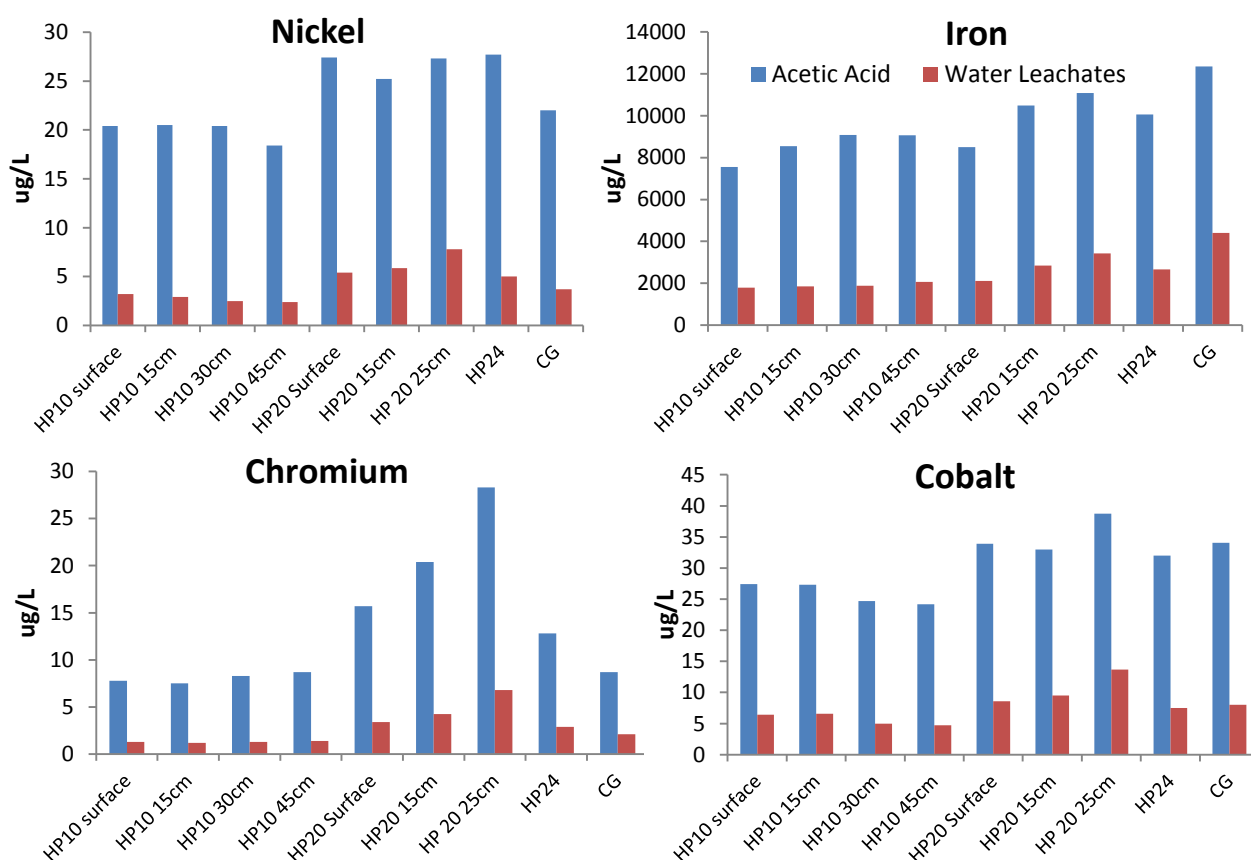 Nickel
ug/L
30
25
20
15
10
5
0
HP10 surface
HP10 15cm
HP10 30cm
HP10 45cm
HP20 Surface
HP20 15cm
HP 20 25cm
HP24
CG
Iron
Acetic Acid Water Leachates
ug/L
14000
12000
10000
8000
6000
4000
2000
0
HP10 surface
HP10 15cm
HP10 30cm
HP10 45cm
HP20 Surface
HP20 15cm
HP 20 25cm
HP24
CG
Chromium
ug/L
30
25
20
15
10
5
0
HP10 surface
HP10 15cm
HP10 30cm
HP10 45cm
HP20 Surface
HP20 15cm
HP 20 25cm
HP24
CG
Cobalt
ug/L
45
40
35
30
25
20
15
10
5
0
HP10 surface
HP10 15cm
HP10 30cm
HP10 45cm
HP20 Surface
HP20 15cm
HP 20 25cm
HP24
CG